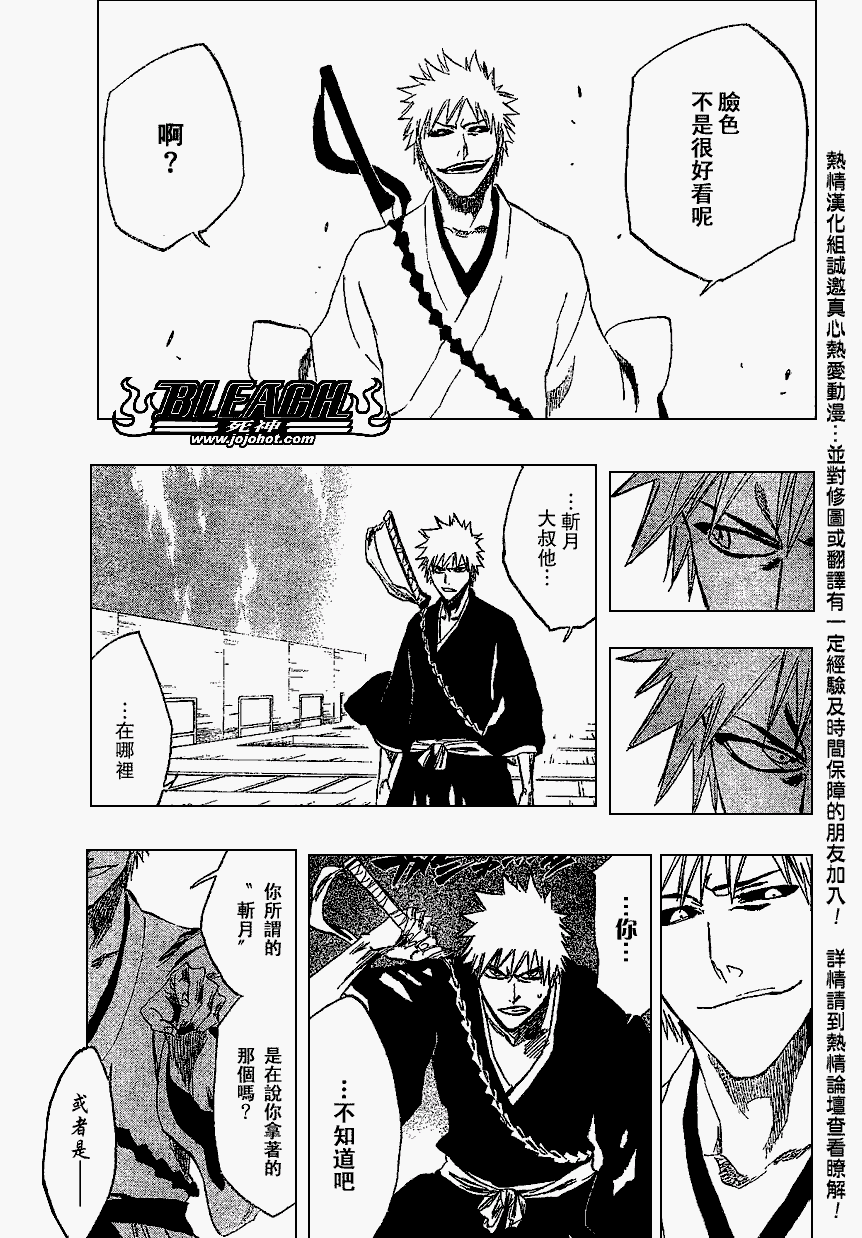 臉色
不是很好看呢
啊？
BLEACH
死神
www.jojohot.com
…斬月
大叔他…
…在哪裡
…你…
…不知道吧
你所謂的
〝斬月〞
是在說你拿著的
那個嗎？
或者是——
熱情漢化組誠邀真心熱愛動漫…並對修圖或翻譯有一定經驗及時間保障的朋友加入！ 詳情請到熱情論壇查看瞭解！